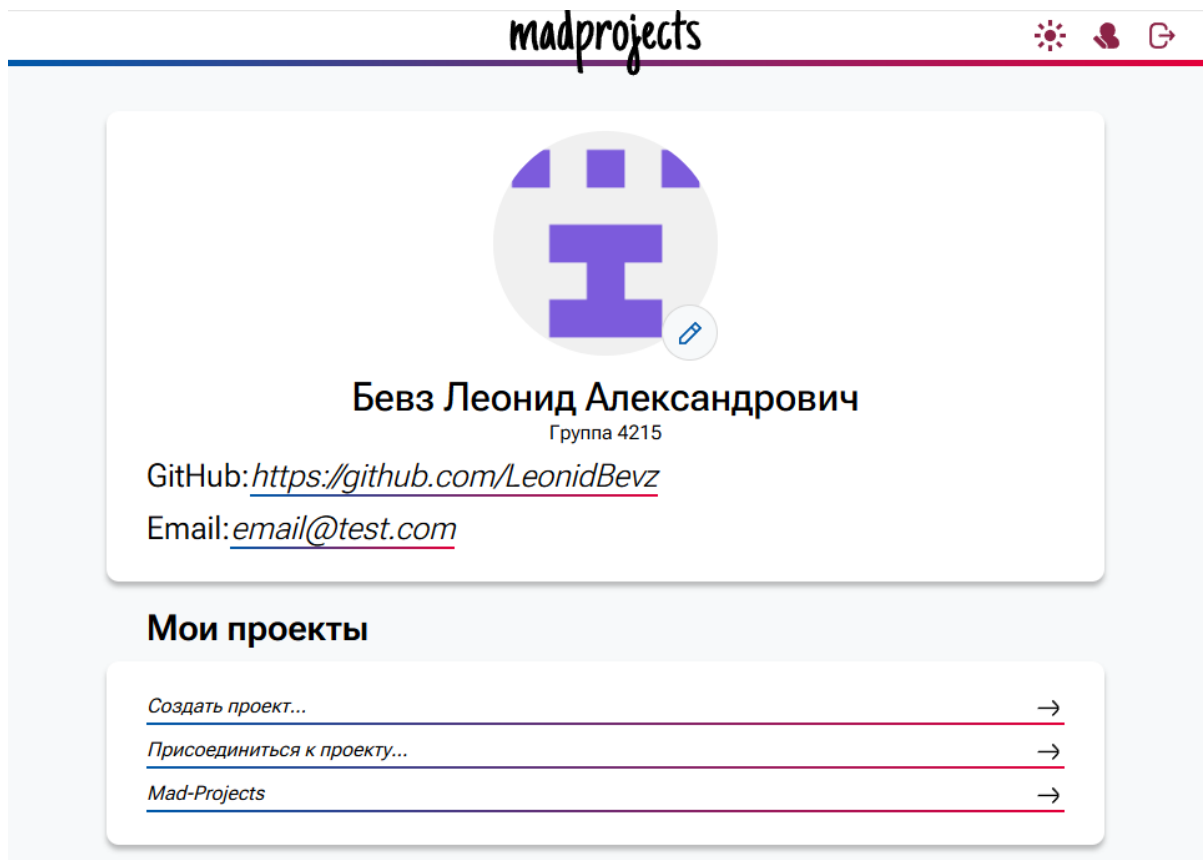 madprojects
Бевз Леонид Александрович
Группа 4215
GitHub: https://github.com/LeonidBevz
Email: email@test.com
Мои проекты
Создать проект...
Присоединиться к проекту...
Mad-Projects